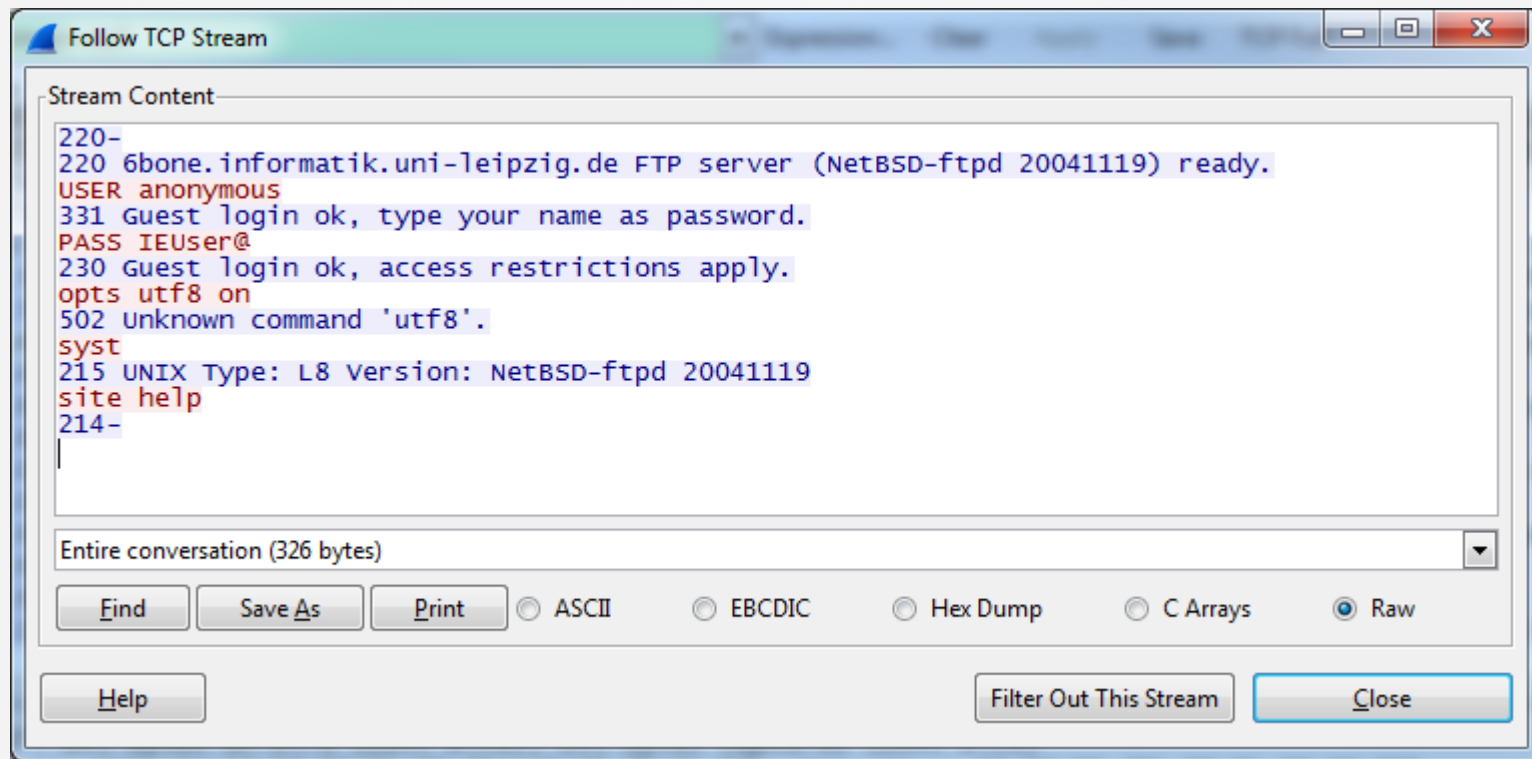 Follow TCP Stream
Stream Content
220-
220 6bone.informatik.uni-leipzig.de FTP server (NetBSD-ftpd 20041119) ready.
USER anonymous
331 Guest login ok, type your name as password.
PASS IEUser@
230 Guest login ok, access restrictions apply.
opts utf8 on
502 Unknown command 'utf8'.
syst
215 UNIX Type: L8 Version: NetBSD-ftpd 20041119
site help
214-
Entire conversation (326 bytes)
Find Save As Print ASCII EBCDIC Hex Dump C Arrays Raw
Help Filter Out This Stream Close